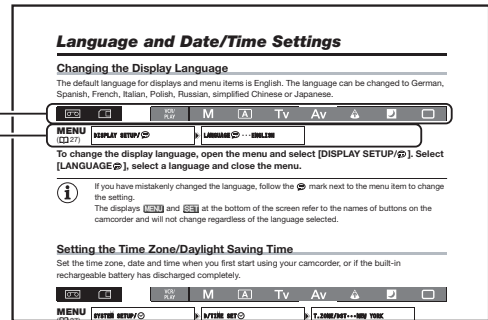 Language and Date/Time Settings
Changing the Display Language
The default language for displays and menu items is English. The language can be changed to German,
Spanish, French, Italian, Polish, Russian, simplified Chinese or Japanese.
VCR/PLAY M A Tv Av
MENU
(27)
DISPLAY SETUP/ LANGUAGE ···ENGLISH
To change the display language, open the menu and select [DISPLAY SETUP/ ]. Select
[LANGUAGE ], select a language and close the menu.
If you have mistakenly changed the language, follow the mark next to the menu item to change
the setting.
The displays MENU and SET at the bottom of the screen refer to the names of buttons on the
camcorder and will not change regardless of the language selected.
Setting the Time Zone/Daylight Saving Time
Set the time zone, date and time when you first start using your camcorder, or if the built-in
rechargeable battery has discharged completely.
VCR/PLAY M A Tv Av
MENU
(27)
SYSTEM SETUP/ D/TIME SET T.ZONE/DST···NEW YORK